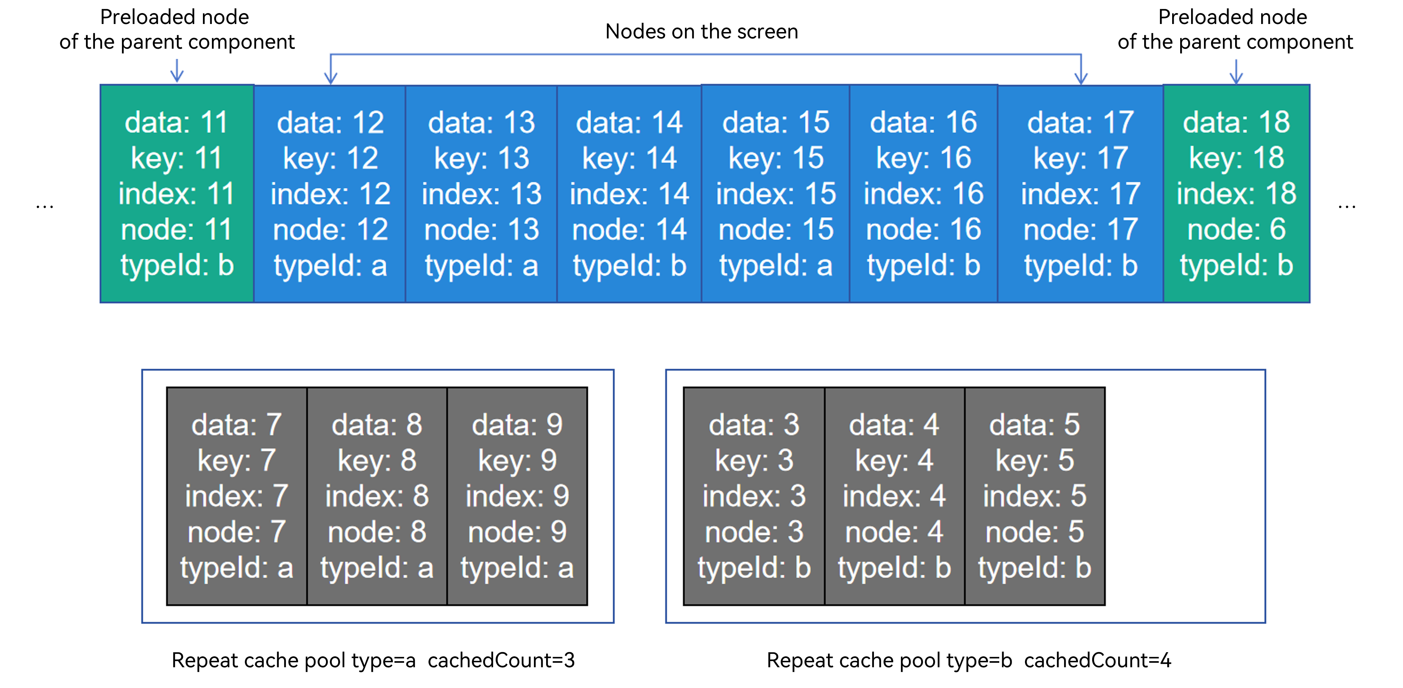 Preloaded node
of the parent component
Nodes on the screen
Preloaded node
of the parent component
...
data: 11
key: 11
index: 11
node: 11
typeId: b
data: 12
key: 12
index: 12
node: 12
typeId: a
data: 13
key: 13
index: 13
node: 13
typeId: a
data: 14
key: 14
index: 14
node: 14
typeId: b
data: 15
key: 15
index: 15
node: 15
typeId: a
data: 16
key: 16
index: 16
node: 16
typeId: b
data: 17
key: 17
index: 17
node: 17
typeId: b
data: 18
key: 18
index: 18
node: 6
typeId: b
...
data: 7
key: 7
index: 7
node: 7
typeId: a
data: 8
key: 8
index: 8
node: 8
typeId: a
data: 9
key: 9
index: 9
node: 9
typeId: a
Repeat cache pool type=a cachedCount=3
data: 3
key: 3
index: 3
node: 3
typeId: b
data: 4
key: 4
index: 4
node: 4
typeId: b
data: 5
key: 5
index: 5
node: 5
typeId: b
Repeat cache pool type=b cachedCount=4